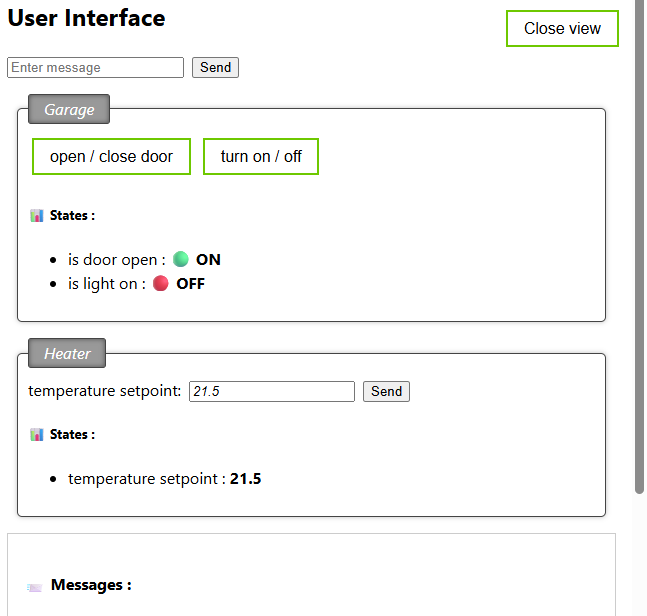 User Interface
Close view
Enter message Send
Garage
open / close door turn on / off
States :
is door open : ON
is light on : OFF
Heater
temperature setpoint: 21.5 Send
States :
temperature setpoint : 21.5
Messages :